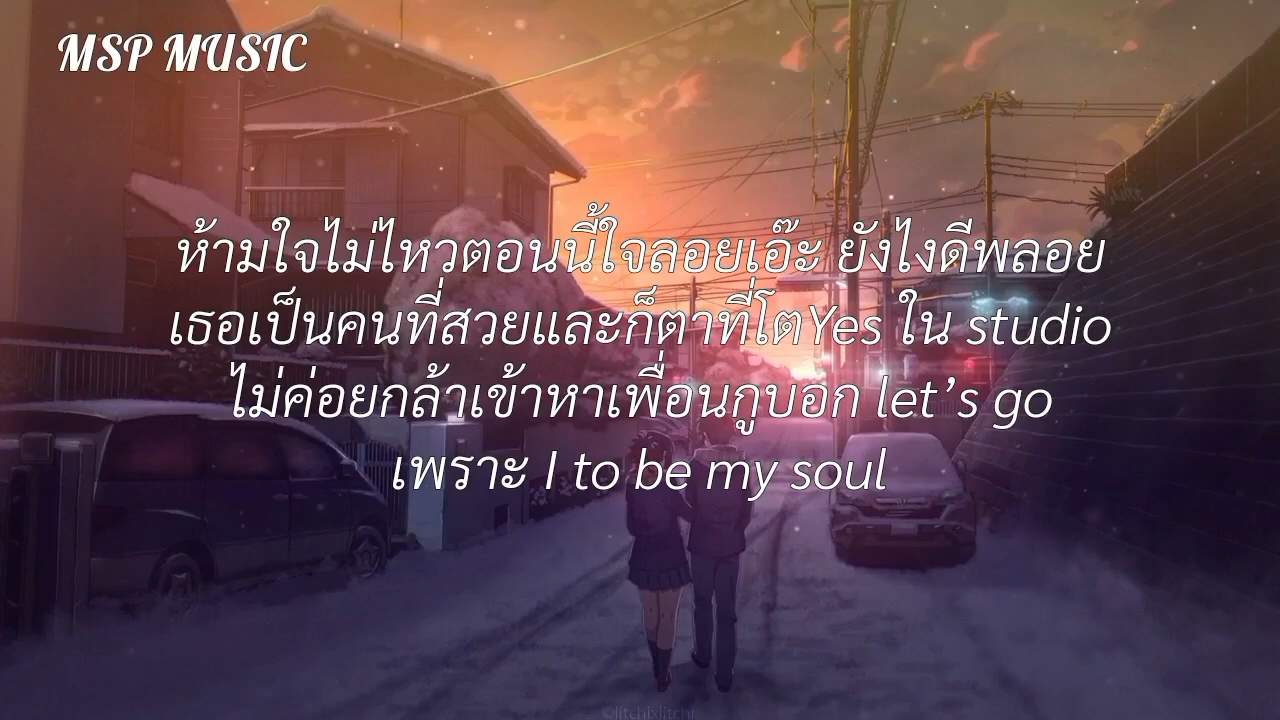 MSP MUSIC
ห้ามใจไม่ไหวตอนนี้ใจลอยเอ๊ะ ยังไงดีพลอย
เธอเป็นคนที่สวยและก็ตาที่โตYes ใน studio
ไม่ค่อยกล้าเข้าหาเพื่อนกูบอก let’s go
เพราะ I to be my soul
©litchixlitchi